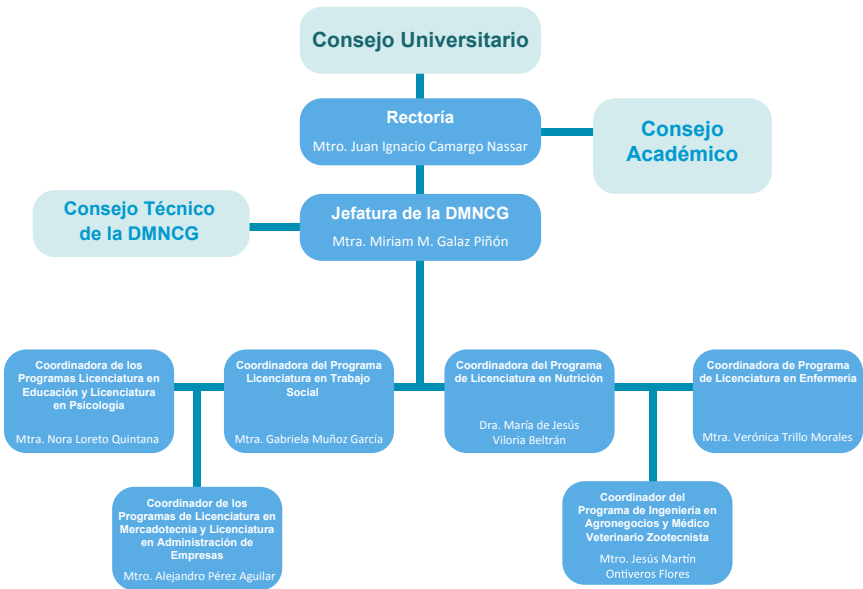 Consejo Universitario
Rectoría
Mtro. Juan Ignacio Camargo Nassar
Consejo
Académico
Consejo Técnico
de la DMNCG
Jefatura de la DMNCG
Mtra. Miriam M. Galaz Piñón
Coordinadora de los
Programas Licenciatura en
Educación y Licenciatura
en Psicología
Mtra. Nora Loreto Quintana
Coordinadora del Programa
Licenciatura en Trabajo
Social
Mtra. Gabriela Muñoz García
Coordinadora del Programa
de Licenciatura en Nutrición
Dra. María de Jesús
Viloria Beltrán
Coordinadora de Programa
de Licenciatura en Enfermería
Mtra. Verónica Trillo Morales
Coordinador de los
Programas de Licenciatura en
Mercadotecnia y Licenciatura
en Administración de
Empresas
Mtro. Alejandro Pérez Aguilar
Coordinador del
Programa de Ingeniería en
Agronegocios y Médico
Veterinario Zootecnista
Mtro. Jesús Martín
Ontiveros Flores